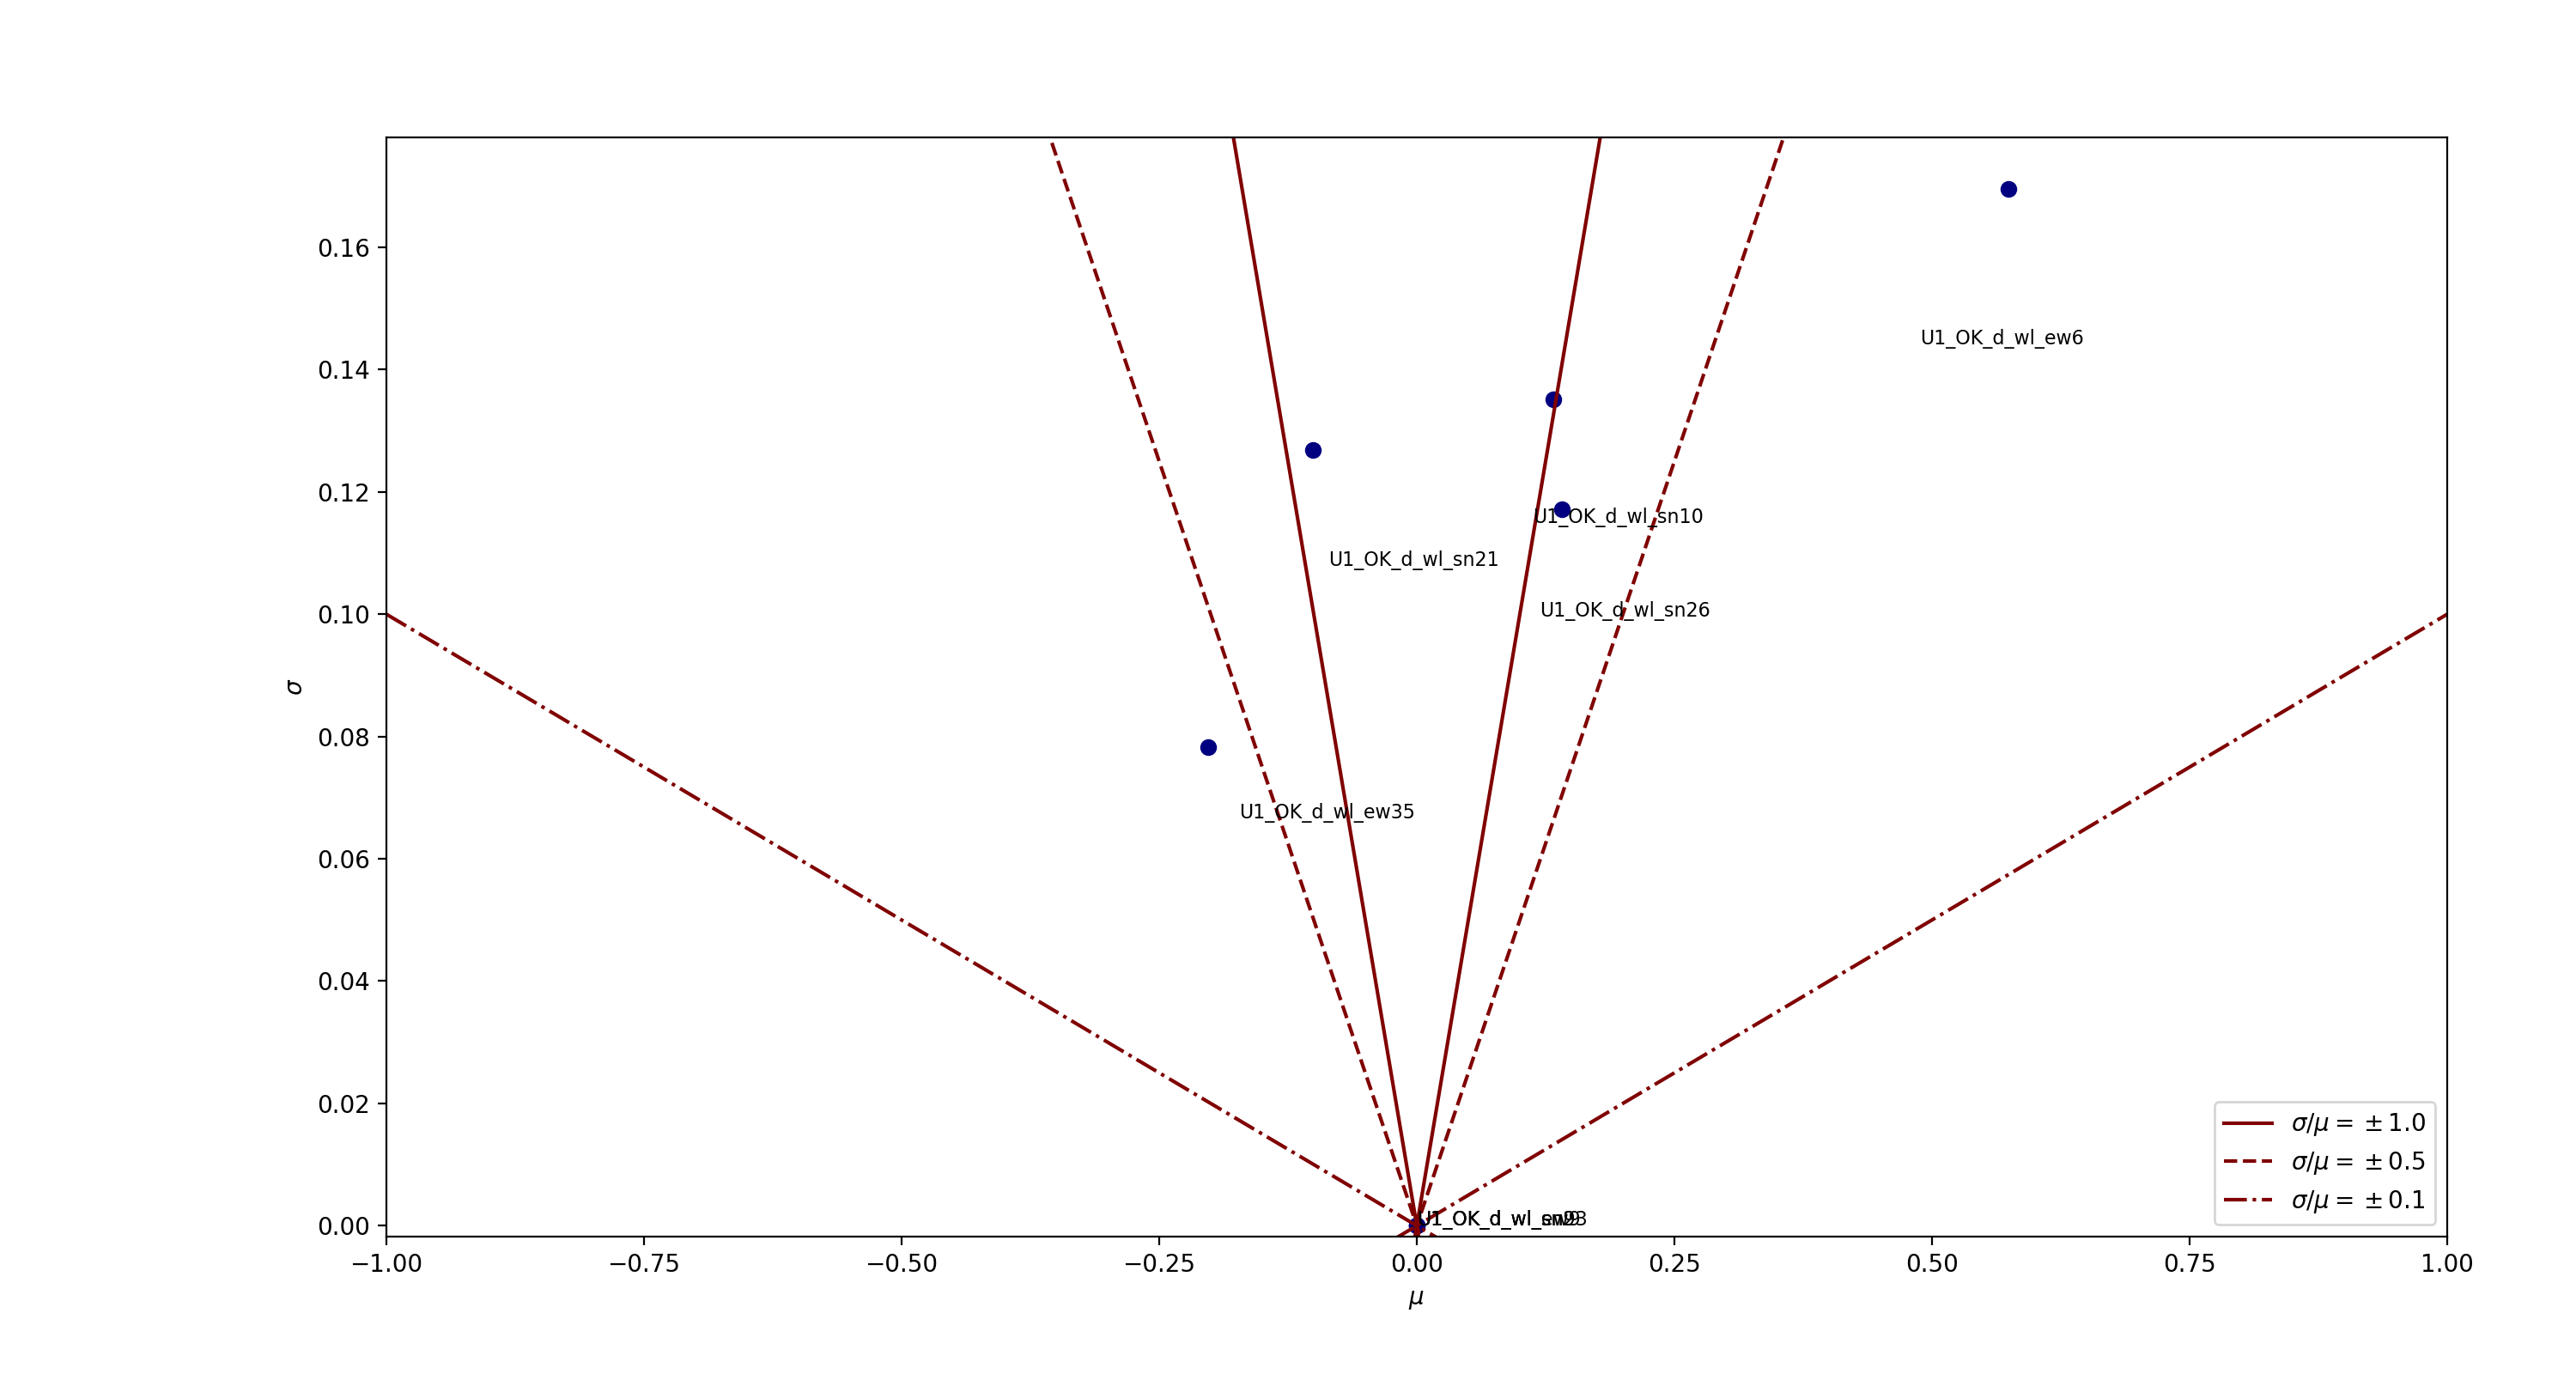 0.16
U1_OK_d_wl_ew6
0.14
0.12
U1_OK_d_wl_sn10
U1_OK_d_wl_sn21
0.10
U1_OK_d_wl_sn26
σ
0.08
U1_OK_d_wl_ew35
0.06
0.04
0.02
σ/μ = ±1.0
σ/μ = ±0.5
σ/μ = ±0.1
0.00
−1.00 −0.75 −0.50 −0.25 0.00 0.25 0.50 0.75 1.00
μ